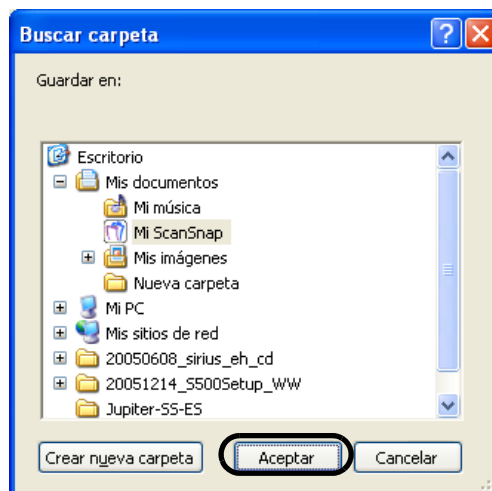 Buscar carpeta
Guardar en:
Escritorio
Mis documentos
Mi música
Mi ScanSnap
Mis imágenes
Nueva carpeta
Mi PC
Mis sitios de red
20050608_sirius_eh_cd
20051214_S500Setup_WW
Jupiter-SS-ES
Crear nueva carpeta Aceptar Cancelar